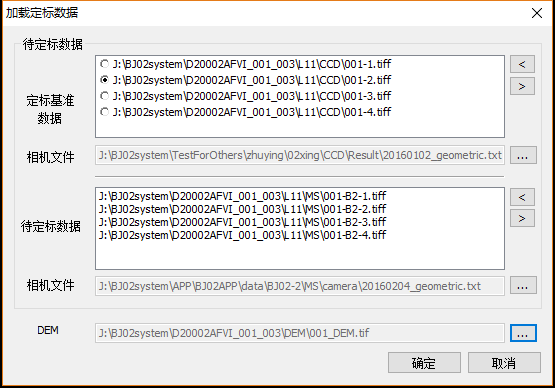 加载定标数据
待定标数据
J:\BJ02system\D20002AFVI_001_003\L11\CCD\001-1.tiff
J:\BJ02system\D20002AFVI_001_003\L11\CCD\001-2.tiff
J:\BJ02system\D20002AFVI_001_003\L11\CCD\001-3.tiff
J:\BJ02system\D20002AFVI_001_003\L11\CCD\001-4.tiff
定标基准
数据
<
>
相机文件
J:\BJ02system\TestForOthers\zhuying\02xing\CCD\Result\20160102_geometric.txt
...
待定标数据
J:\BJ02system\D20002AFVI_001_003\L11\MS\001-B2-1.tiff
J:\BJ02system\D20002AFVI_001_003\L11\MS\001-B2-2.tiff
J:\BJ02system\D20002AFVI_001_003\L11\MS\001-B2-3.tiff
J:\BJ02system\D20002AFVI_001_003\L11\MS\001-B2-4.tiff
<
>
相机文件
J:\BJ02system\APP\BJ02APP\data\BJ02-2\MS\camera\20160204_geometric.txt
...
DEM
J:\BJ02system\D20002AFVI_001_003\DEM\001_DEM.tif
...
确定
取消